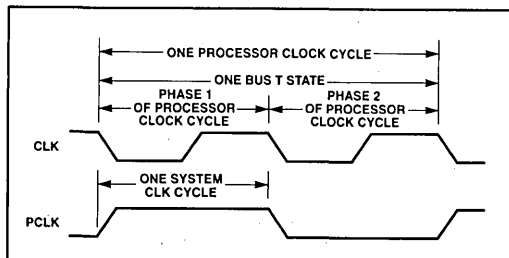 ONE PROCESSOR CLOCK CYCLE
ONE BUS T STATE
PHASE 1
OF PROCESSOR
CLOCK CYCLE
PHASE 2
OF PROCESSOR
CLOCK CYCLE
CLK
ONE SYSTEM
CLK CYCLE
PCLK